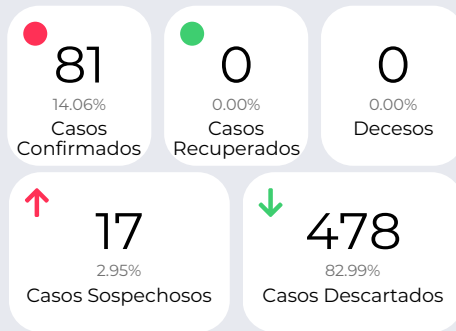 81
14.06%
Casos
Confirmados
0
0.00%
Casos
Recuperados
0
0.00%
Decesos
17
2.95%
Casos Sospechosos
478
82.99%
Casos Descartados